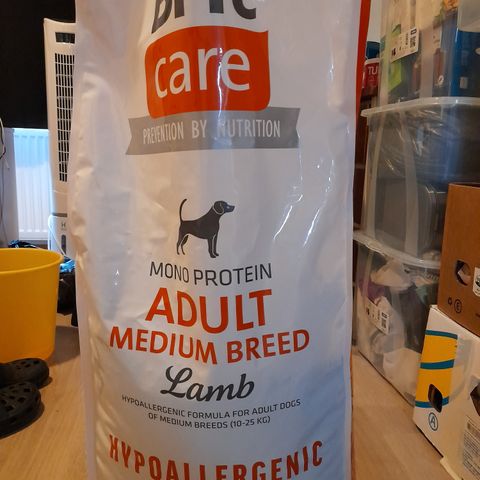 Brit
care
PREVENTION BY NUTRITION
MONO PROTEIN
ADULT
MEDIUM BREED
Lamb
HYPOALLERGENIC FORMULA FOR ADULT DOGS
OF MEDIUM BREEDS (10-25 KG)
HYPOALLERGENIC